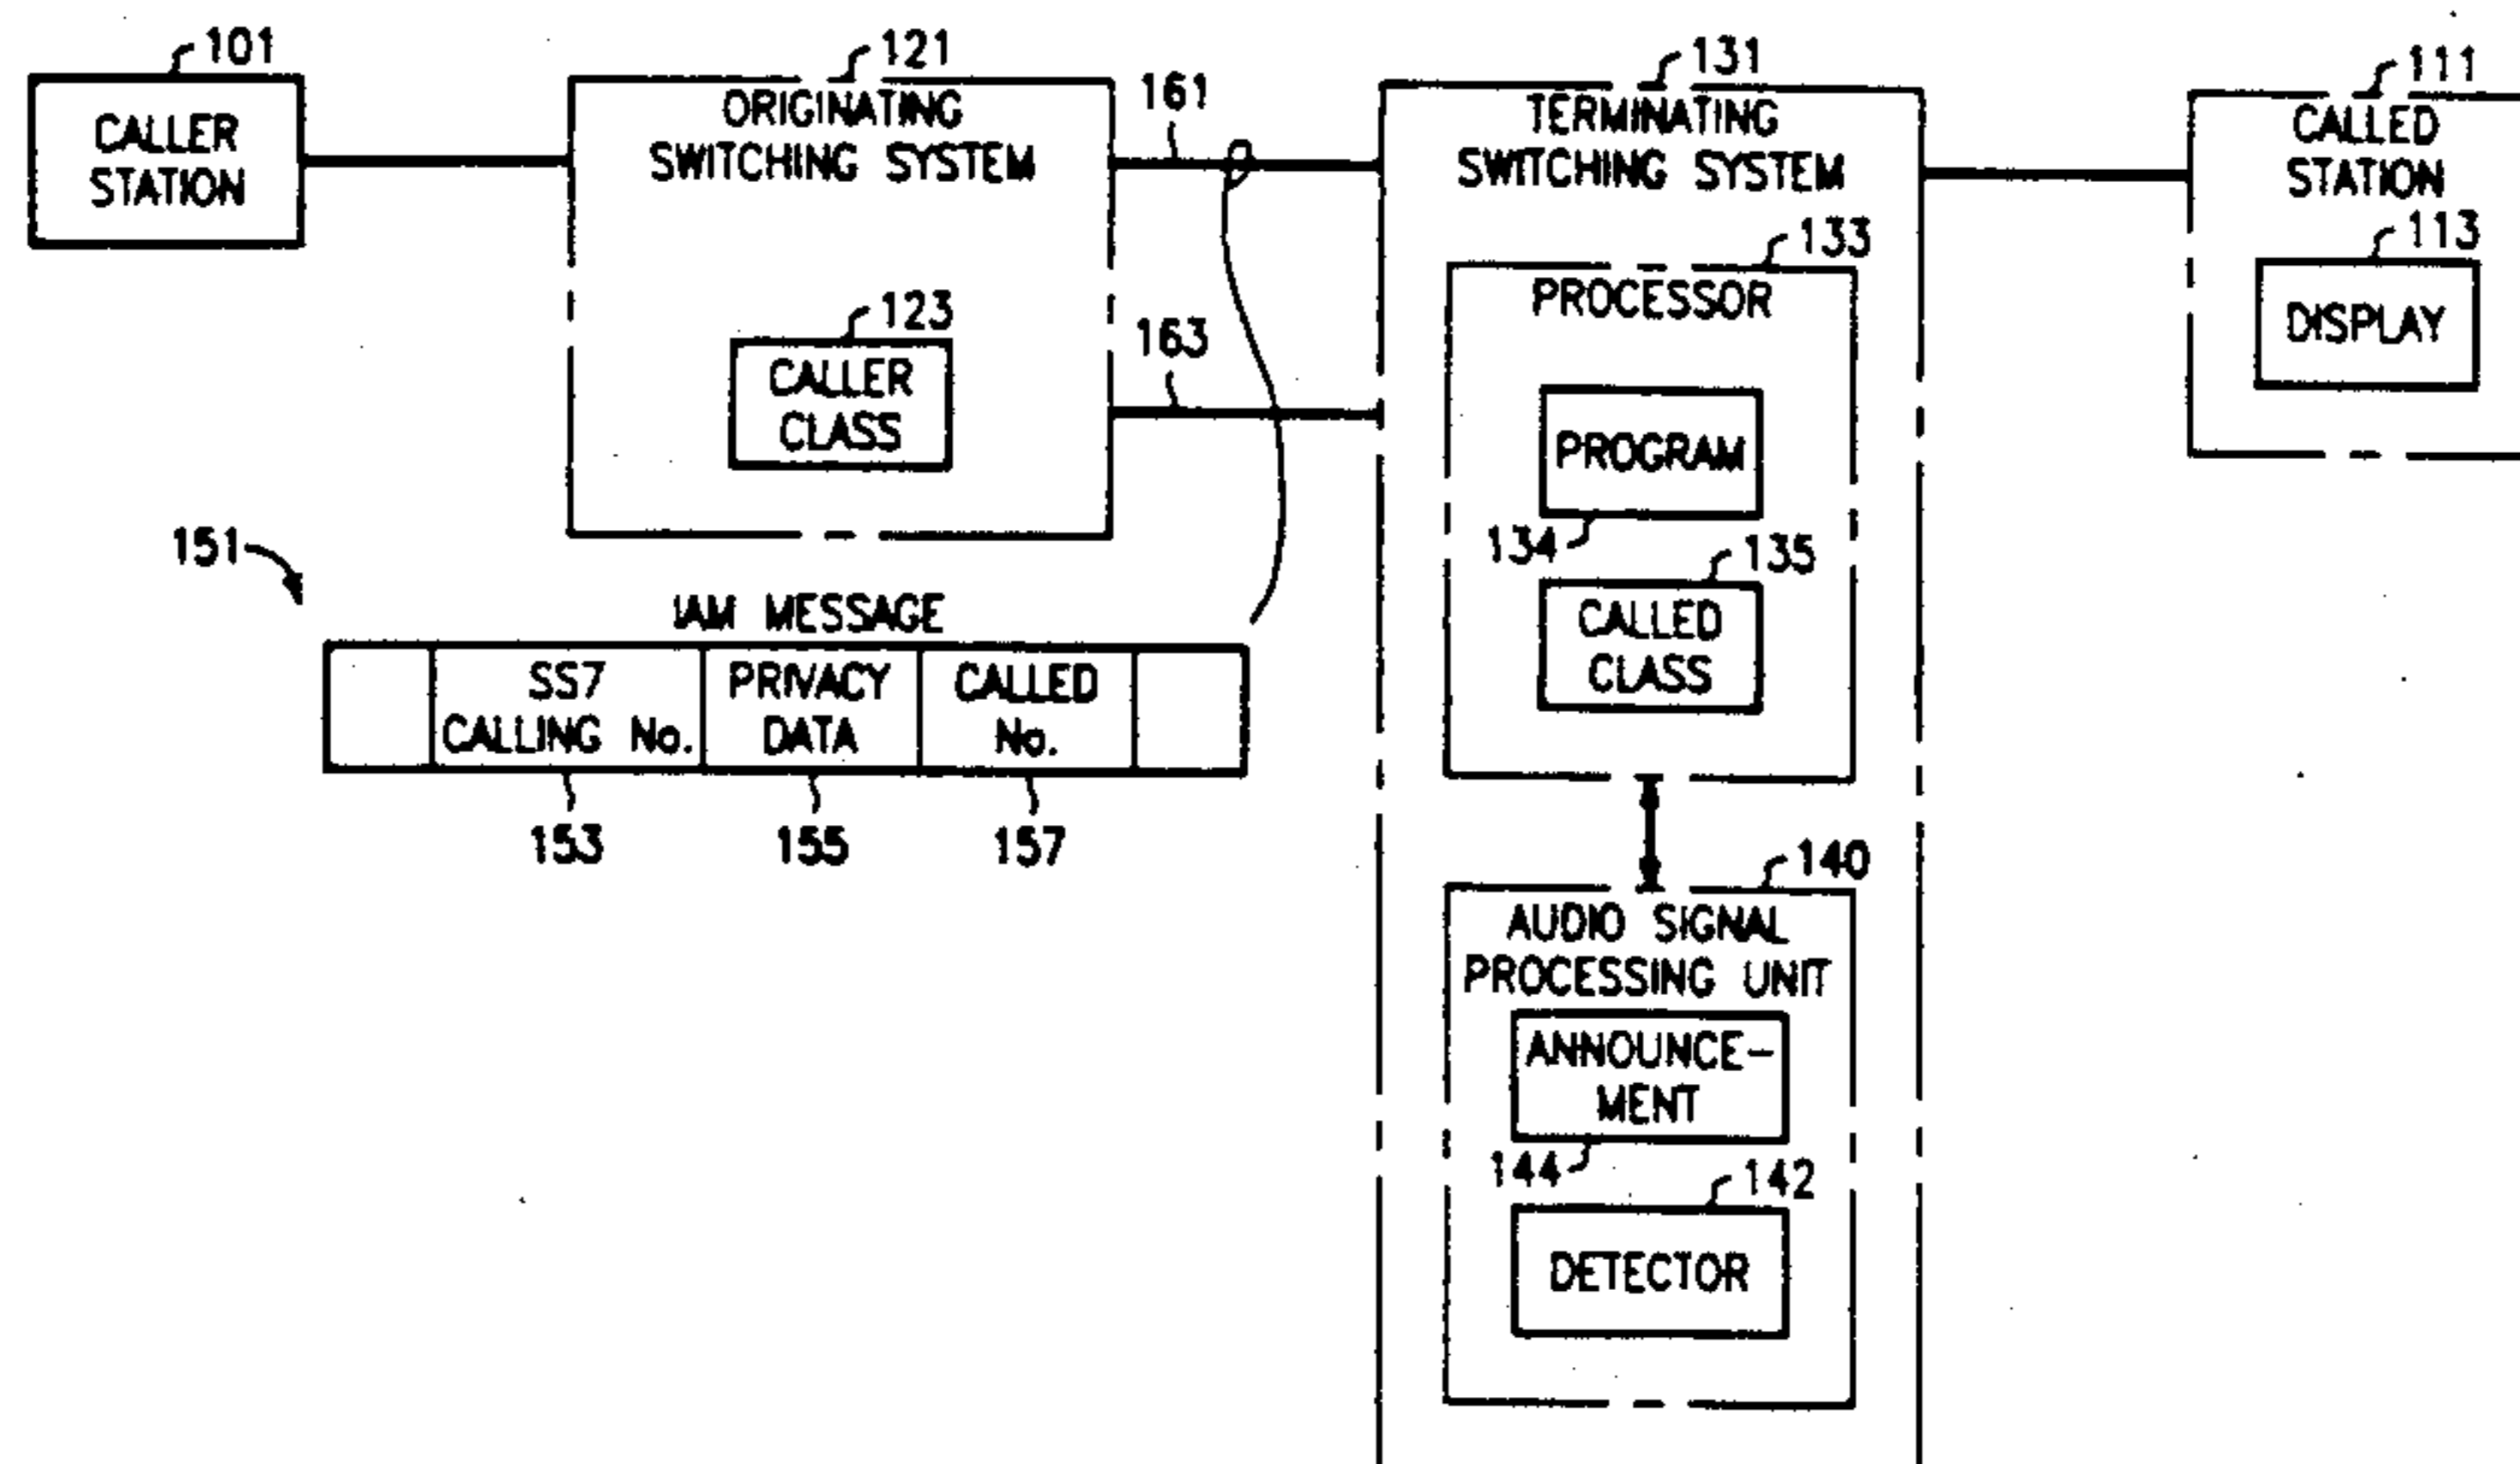 101
CALLER
STATION
121
ORIGINATING
SWITCHING SYSTEM
123
CALLER
CLASS
161
163
131
TERMINATING
SWITCHING SYSTEM
133
PROCESSOR
PROGRAM
134
135
CALLED
CLASS
140
AUDIO SIGNAL
PROCESSING UNIT
ANNOUNCE-
MENT
144
142
DETECTOR
111
CALLED
STATION
113
DISPLAY
151
IAM MESSAGE
SS7
CALLING No.
PRIVACY
DATA
CALLED
No.
153
155
157